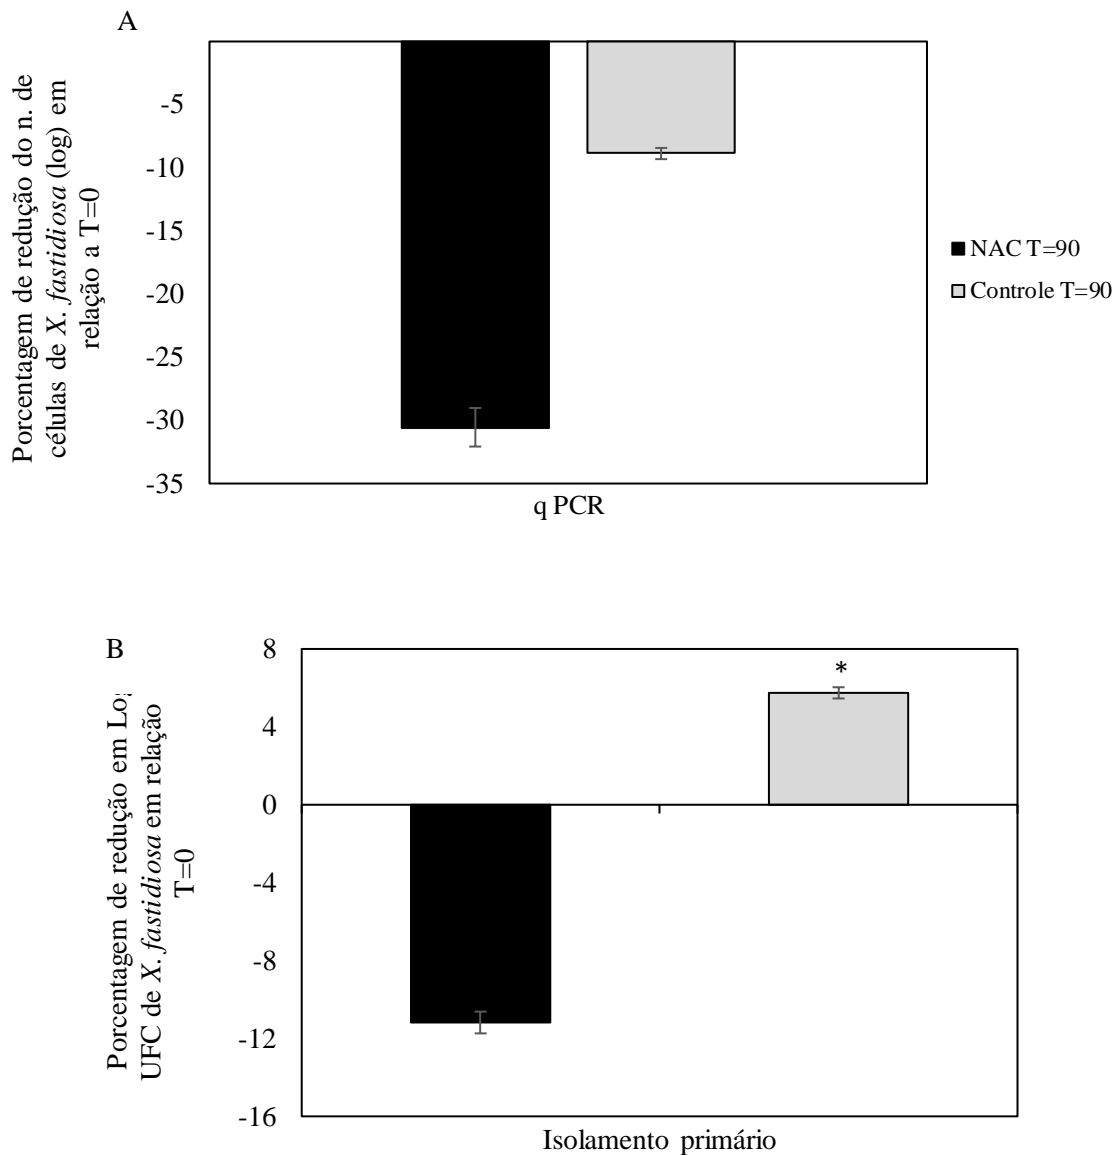 A
Porcentagem de redução do n. de
células de X. fastidiosa (log) em
relação a T=0
-5
-10
-15
-20
-25
-30
-35
q PCR
NAC T=90
Controle T=90
B
Porcentagem de redução em
UFC de X. fastidiosa em relação
T=0
8
4
0
-4
-8
-12
-16
*
Isolamento primário